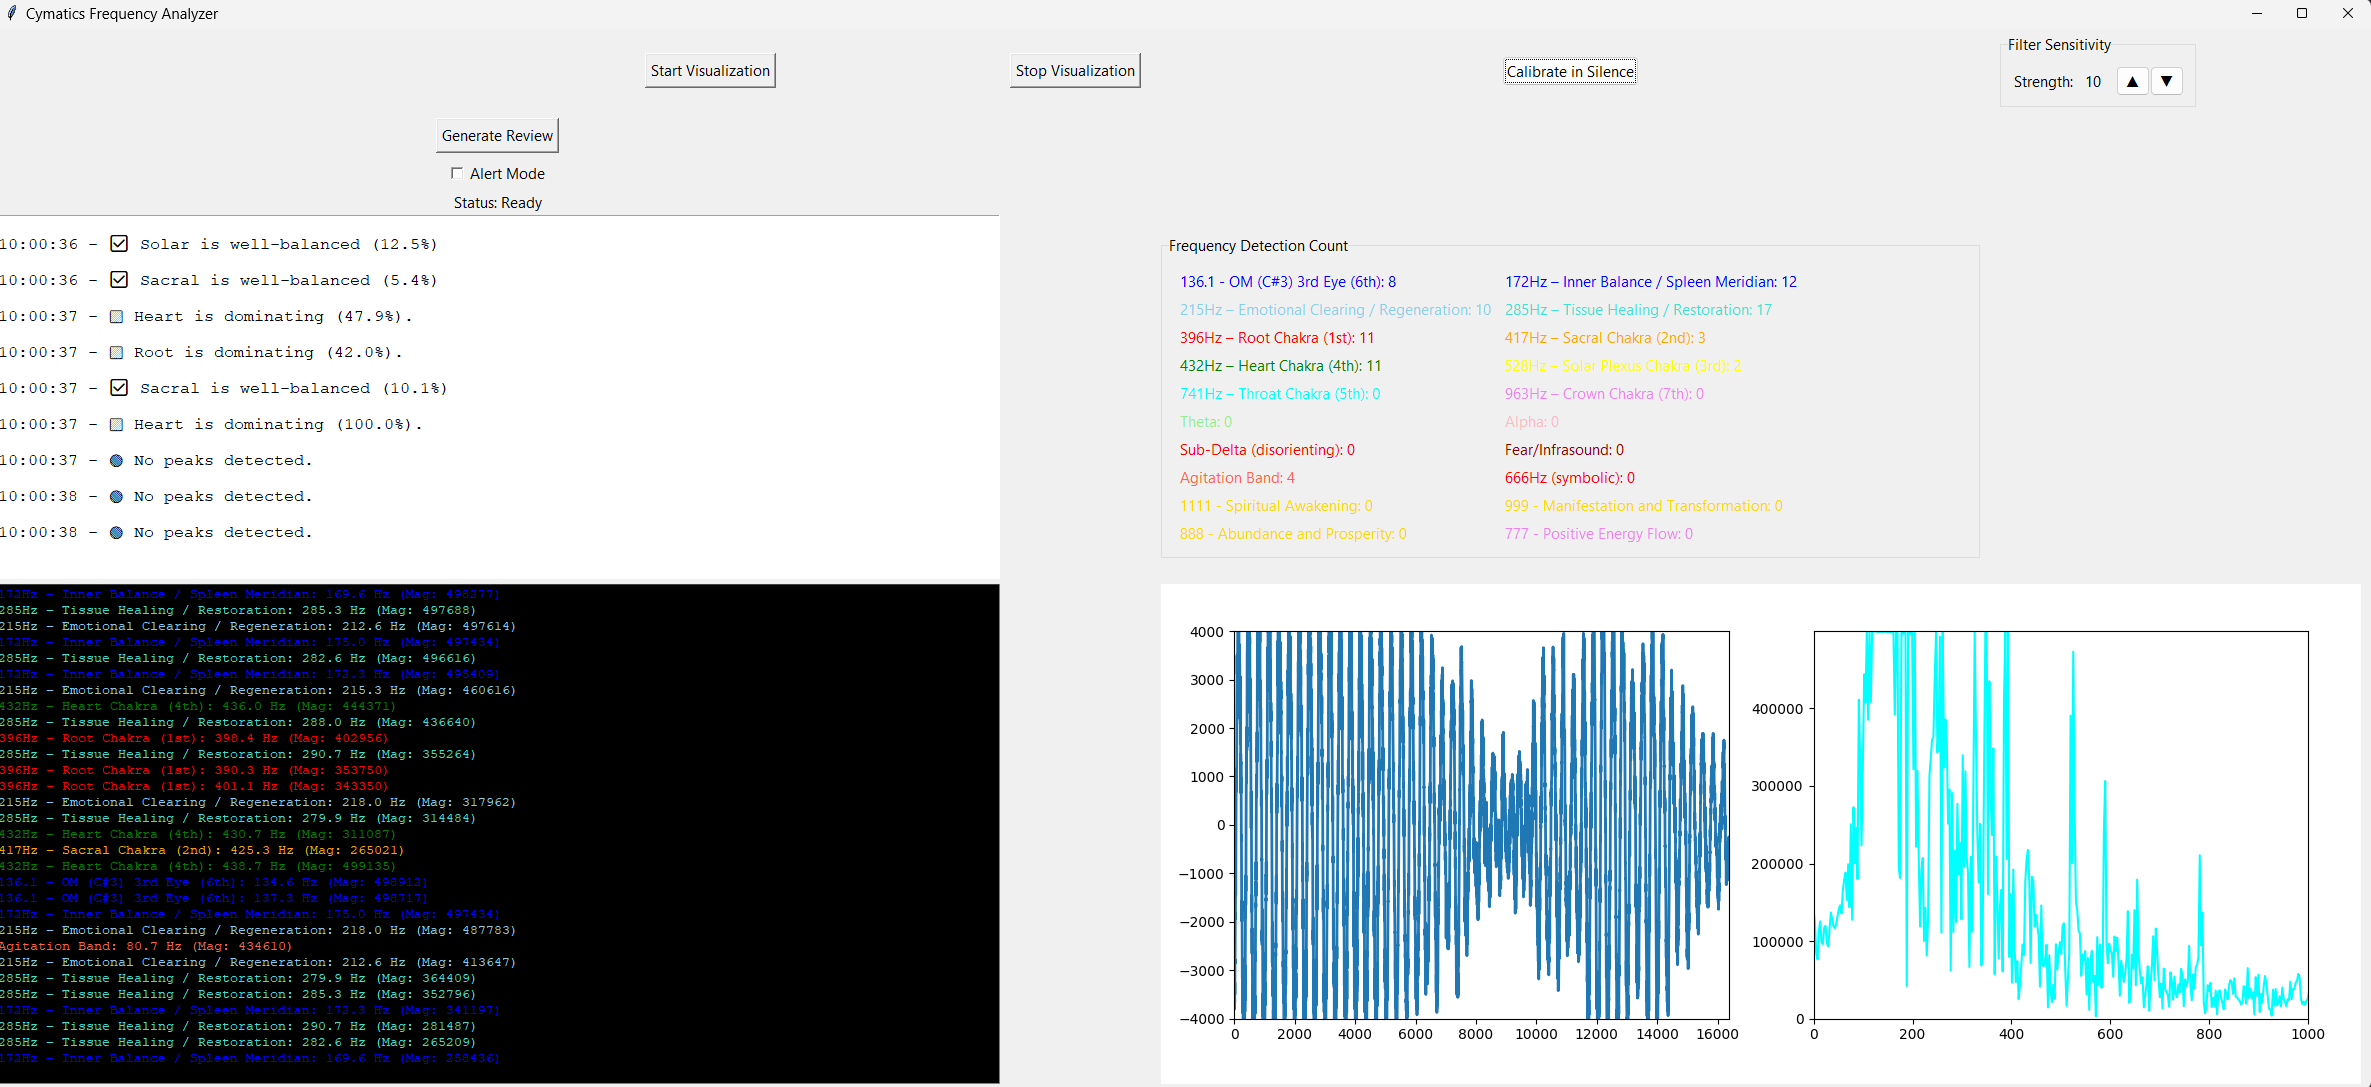 Cymatics Frequency Analyzer
Start Visualization
Stop Visualization
Calibrate in Silence
Filter Sensitivity
Strength: 10 ▲ ▼
Generate Review
Alert Mode
Status: Ready
10:00:36 - ☑ Solar is well-balanced (12.5%)
10:00:36 - ☑ Sacral is well-balanced (5.4%)
10:00:37 - Heart is dominating (47.9%).
10:00:37 - Root is dominating (42.0%).
10:00:37 - ☑ Sacral is well-balanced (10.1%)
10:00:37 - Heart is dominating (100.0%).
10:00:37 - No peaks detected.
10:00:38 - No peaks detected.
10:00:38 - No peaks detected.
Frequency Detection Count
136.1 - OM (C#3) 3rd Eye (6th): 8
172Hz – Inner Balance / Spleen Meridian: 12
215Hz – Emotional Clearing / Regeneration: 10
285Hz – Tissue Healing / Restoration: 17
396Hz – Root Chakra (1st): 11
417Hz – Sacral Chakra (2nd): 3
432Hz – Heart Chakra (4th): 11
528Hz – Solar Plexus Chakra (3rd): 2
741Hz – Throat Chakra (5th): 0
963Hz – Crown Chakra (7th): 0
Theta: 0
Alpha: 0
Sub-Delta (disorienting): 0
Fear/Infrasound: 0
Agitation Band: 4
666Hz (symbolic): 0
1111 - Spiritual Awakening: 0
999 - Manifestation and Transformation: 0
888 - Abundance and Prosperity: 0
777 - Positive Energy Flow: 0
172Hz – Inner Balance / Spleen Meridian: 169.6 Hz (Mag: 498377)
285Hz – Tissue Healing / Restoration: 285.3 Hz (Mag: 497688)
215Hz – Emotional Clearing / Regeneration: 212.6 Hz (Mag: 497614)
172Hz – Inner Balance / Spleen Meridian: 175.0 Hz (Mag: 497434)
285Hz – Tissue Healing / Restoration: 282.6 Hz (Mag: 496616)
172Hz – Inner Balance / Spleen Meridian: 172.3 Hz (Mag: 495409)
215Hz – Emotional Clearing / Regeneration: 215.3 Hz (Mag: 460616)
432Hz – Heart Chakra (4th): 436.0 Hz (Mag: 444371)
285Hz – Tissue Healing / Restoration: 288.0 Hz (Mag: 436640)
396Hz – Root Chakra (1st): 398.4 Hz (Mag: 402956)
285Hz – Tissue Healing / Restoration: 290.7 Hz (Mag: 355264)
396Hz – Root Chakra (1st): 390.3 Hz (Mag: 353750)
396Hz – Root Chakra (1st): 401.1 Hz (Mag: 343350)
215Hz – Emotional Clearing / Regeneration: 218.0 Hz (Mag: 317962)
285Hz – Tissue Healing / Restoration: 279.9 Hz (Mag: 314484)
432Hz – Heart Chakra (4th): 430.7 Hz (Mag: 311087)
417Hz – Sacral Chakra (2nd): 425.3 Hz (Mag: 265021)
432Hz – Heart Chakra (4th): 438.7 Hz (Mag: 499135)
136.1 - OM (C#3) 3rd Eye (6th): 134.6 Hz (Mag: 498912)
136.1 - OM (C#3) 3rd Eye (6th): 137.3 Hz (Mag: 498717)
172Hz – Inner Balance / Spleen Meridian: 175.0 Hz (Mag: 497434)
215Hz – Emotional Clearing / Regeneration: 218.0 Hz (Mag: 487783)
Agitation Band: 80.7 Hz (Mag: 434610)
215Hz – Emotional Clearing / Regeneration: 212.6 Hz (Mag: 413647)
285Hz – Tissue Healing / Restoration: 279.9 Hz (Mag: 364409)
285Hz – Tissue Healing / Restoration: 285.3 Hz (Mag: 352796)
172Hz – Inner Balance / Spleen Meridian: 172.3 Hz (Mag: 341197)
285Hz – Tissue Healing / Restoration: 290.7 Hz (Mag: 281487)
285Hz – Tissue Healing / Restoration: 282.6 Hz (Mag: 265209)
172Hz – Inner Balance / Spleen Meridian: 169.6 Hz (Mag: 358436)
4000
3000
2000
1000
0
−1000
−2000
−3000
−4000
0 2000 4000 6000 8000 10000 12000 14000 16000
400000
300000
200000
100000
0
0 200 400 600 800 1000